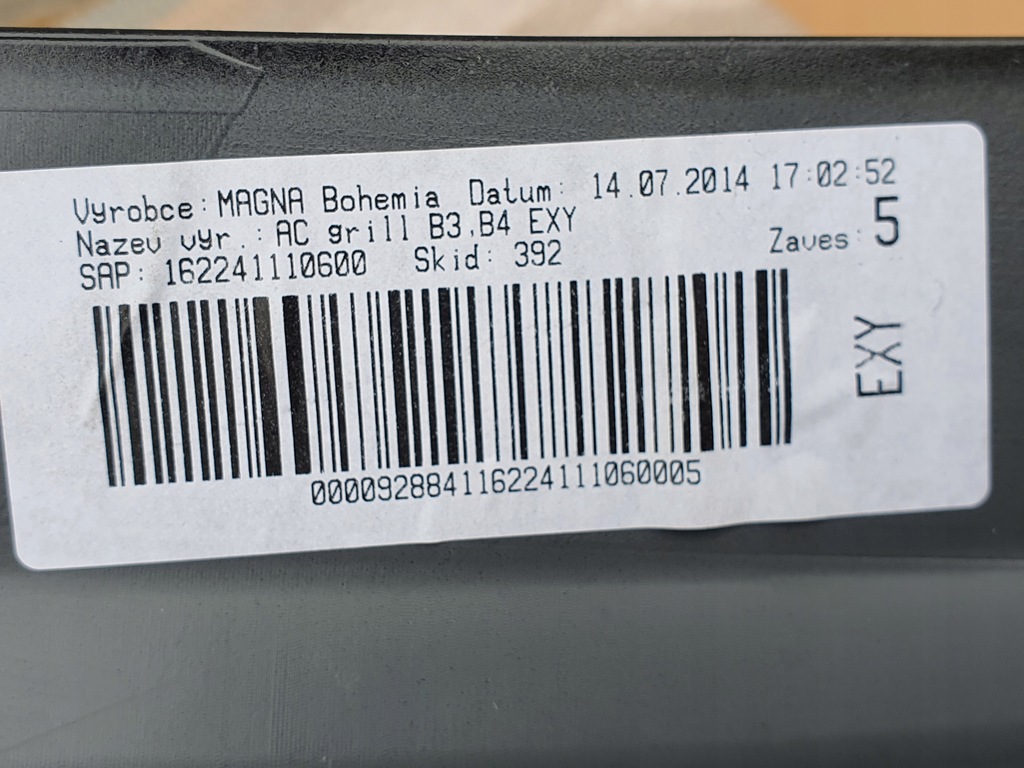 Vyrobce: MAGNA Bohemia Datum: 14.07.2014 17:02:52
Nazev vyr.: AC grill B3,B4 EXY
Zaves: 5
SAP: 162241110600 Skid: 392
EXY
000092884116224111060005